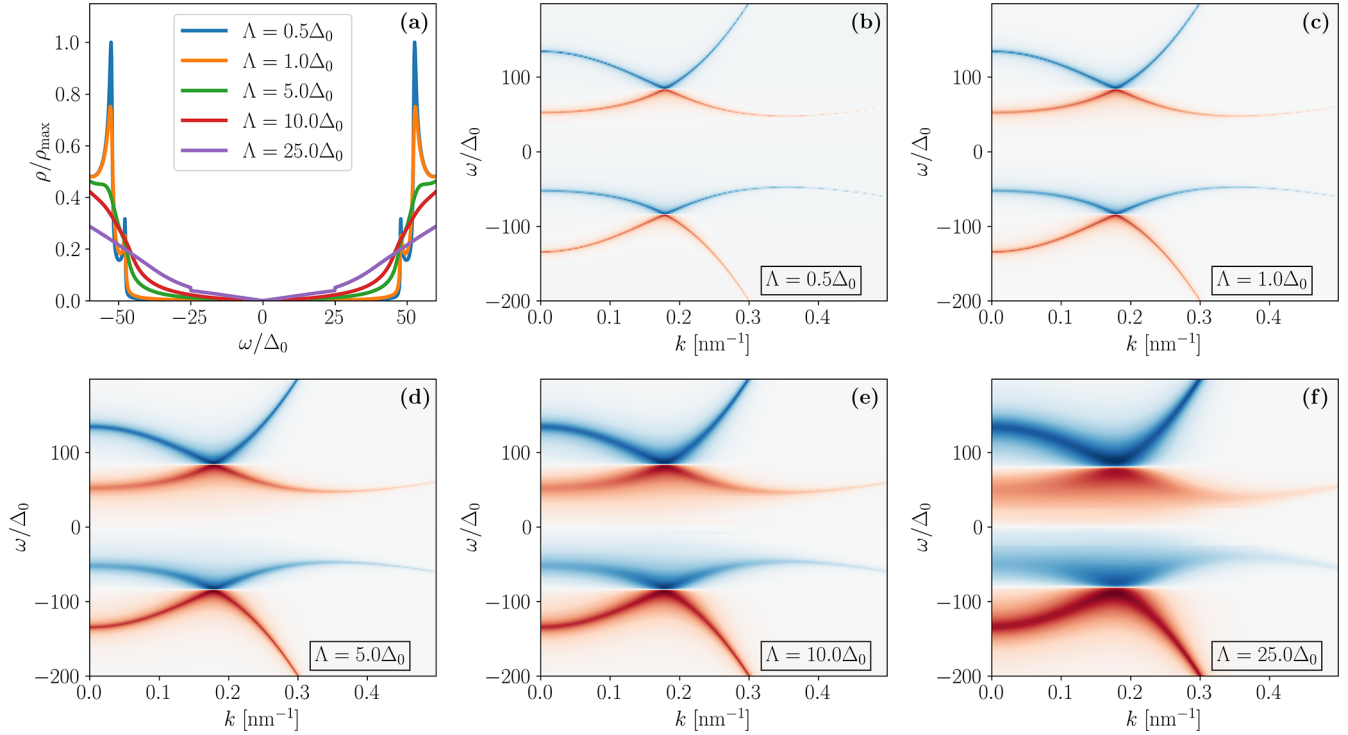 (a)
Λ = 0.5Δ₀
Λ = 1.0Δ₀
Λ = 5.0Δ₀
Λ = 10.0Δ₀
Λ = 25.0Δ₀
ρ/ρmax
1.0
0.8
0.6
0.4
0.2
0.0
−50 −25 0 25 50
ω/Δ₀
(b)
ω/Δ₀
100
0
−100
−200
Λ = 0.5Δ₀
0.0 0.1 0.2 0.3 0.4
k [nm⁻¹]
(c)
ω/Δ₀
100
0
−100
−200
Λ = 1.0Δ₀
0.0 0.1 0.2 0.3 0.4
k [nm⁻¹]
(d)
ω/Δ₀
100
0
−100
−200
Λ = 5.0Δ₀
0.0 0.1 0.2 0.3 0.4
k [nm⁻¹]
(e)
ω/Δ₀
100
0
−100
−200
Λ = 10.0Δ₀
0.0 0.1 0.2 0.3 0.4
k [nm⁻¹]
(f)
ω/Δ₀
100
0
−100
−200
Λ = 25.0Δ₀
0.0 0.1 0.2 0.3 0.4
k [nm⁻¹]